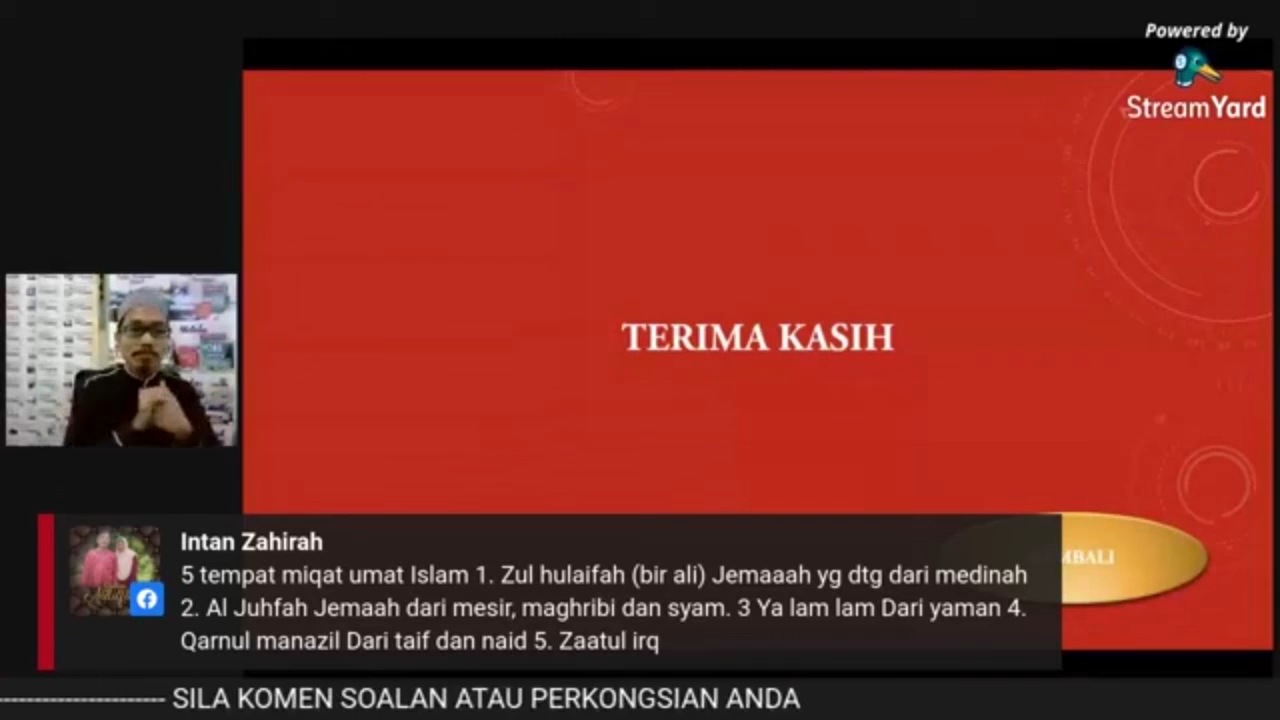 Powered by
StreamYard
TERIMA KASIH
MBALI
Intan Zahirah
5 tempat miqat umat Islam 1. Zul hulaifah (bir ali) Jemaaah yg dtg dari medinah
2. Al Juhfah Jemaah dari mesir, maghribi dan syam. 3 Ya lam lam Dari yaman 4.
Qarnul manazil Dari taif dan naid 5. Zaatul irq
SILA KOMEN SOALAN ATAU PERKONGSIAN ANDA